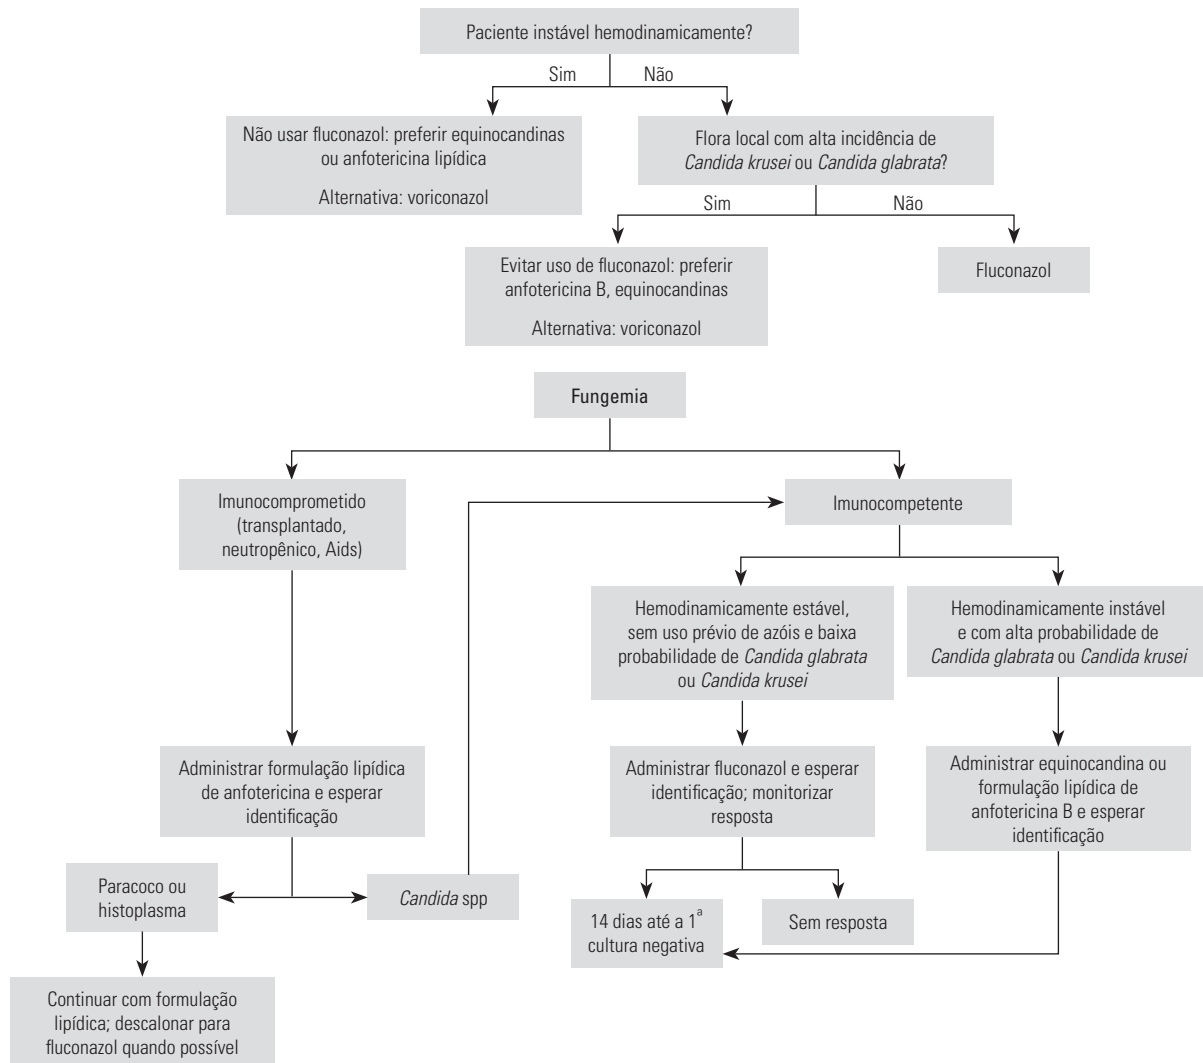 Paciente instável hemodinamicamente?
Sim
Não
Não usar fluconazol: preferir equinocandinas
ou anfotericina lipídica
Alternativa: voriconazol
Flora local com alta incidência de
Candida krusei ou Candida glabrata?
Sim
Não
Evitar uso de fluconazol: preferir
anfotericina B, equinocandinas
Alternativa: voriconazol
Fluconazol
Fungemia
Imunocomprometido
(transplantado,
neutropênico, Aids)
Imunocompetente
Hemodinamicamente estável,
sem uso prévio de azóis e baixa
probabilidade de Candida glabrata
ou Candida krusei
Hemodinamicamente instável
e com alta probabilidade de
Candida glabrata ou Candida krusei
Administrar formulação lipídica
de anfotericina e esperar
identificação
Administrar fluconazol e esperar
identificação; monitorizar
resposta
Administrar equinocandina ou
formulação lipídica de
anfotericina B e esperar
identificação
Paracoco ou
histoplasma
Candida spp
14 dias até a 1ª
cultura negativa
Sem resposta
Continuar com formulação
lipídica; descalonar para
fluconazol quando possível